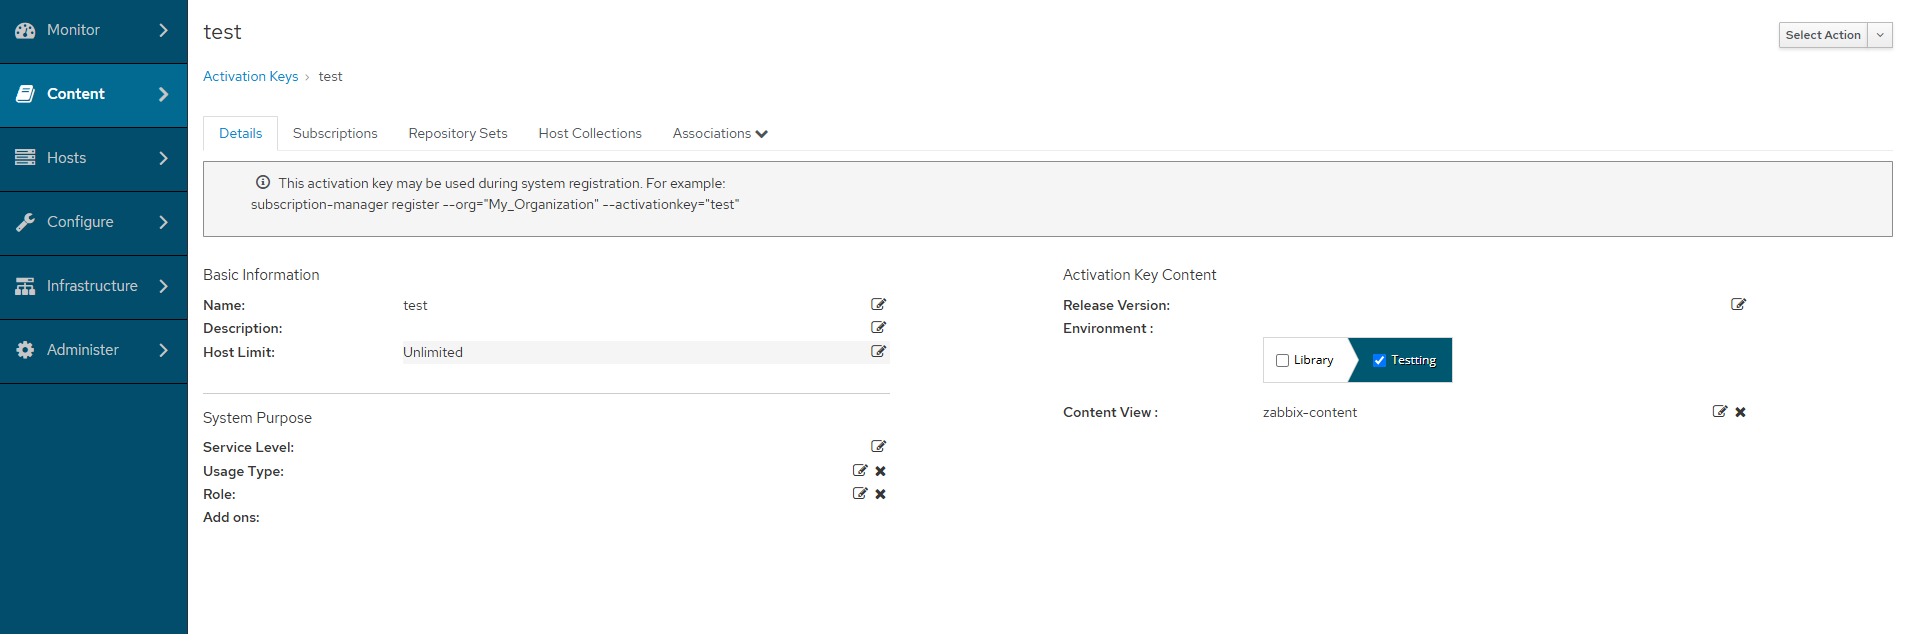 Monitor
Content
Hosts
Configure
Infrastructure
Administer
test
Select Action
Activation Keys › test
Details Subscriptions Repository Sets Host Collections Associations
This activation key may be used during system registration. For example:
subscription-manager register --org="My_Organization" --activationkey="test"
Basic Information
Name: test
Description:
Host Limit: Unlimited
System Purpose
Service Level:
Usage Type:
Role:
Add ons:
Activation Key Content
Release Version:
Environment :
Library Testting
Content View : zabbix-content